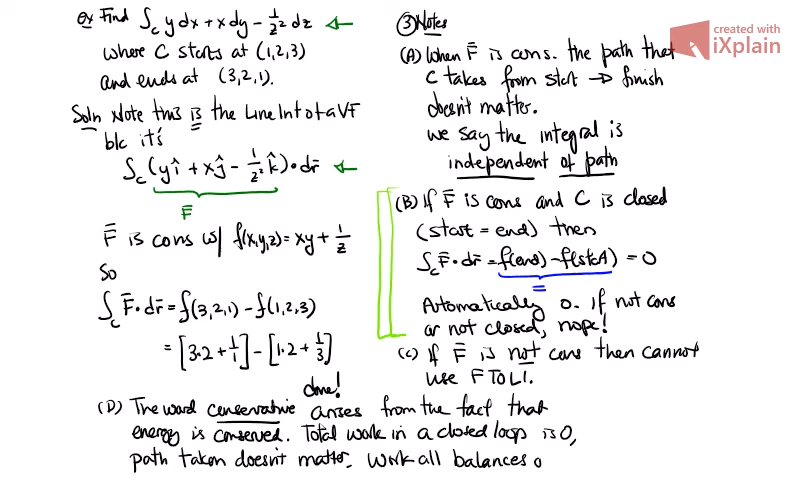 ex Find ∫_C y dx + x dy − 1/z² dz ⇐
where C starts at (1,2,3)
and ends at (3,2,1).
Soln Note this is the Line Int of a VF
b/c it's
∫_C (y î + x ĵ − 1/z² k̂) • dr̄ ⇐
F̄
F̄ is cons w/ f(x,y,z) = xy + 1/z
So
∫_C F̄ • dr̄ = f(3,2,1) − f(1,2,3)
= [3·2 + 1/1] − [1·2 + 1/3]
done!
③ Notes
(A) When F̄ is cons. the path that
C takes from start → finish
doesn't matter.
We say the integral is
independent of path
(B) If F̄ is cons and C is closed
(start = end) then
∫_C F̄ • dr̄ = f(end) − f(start) = 0
Automatically 0. If not cons
or not closed, nope!
(C) If F̄ is not cons then cannot
use FTOLI.
(D) The word conservative arises from the fact that
energy is conserved. Total work in a closed loop is 0,
path taken doesn't matter. Work all balances o
created with
iXplain